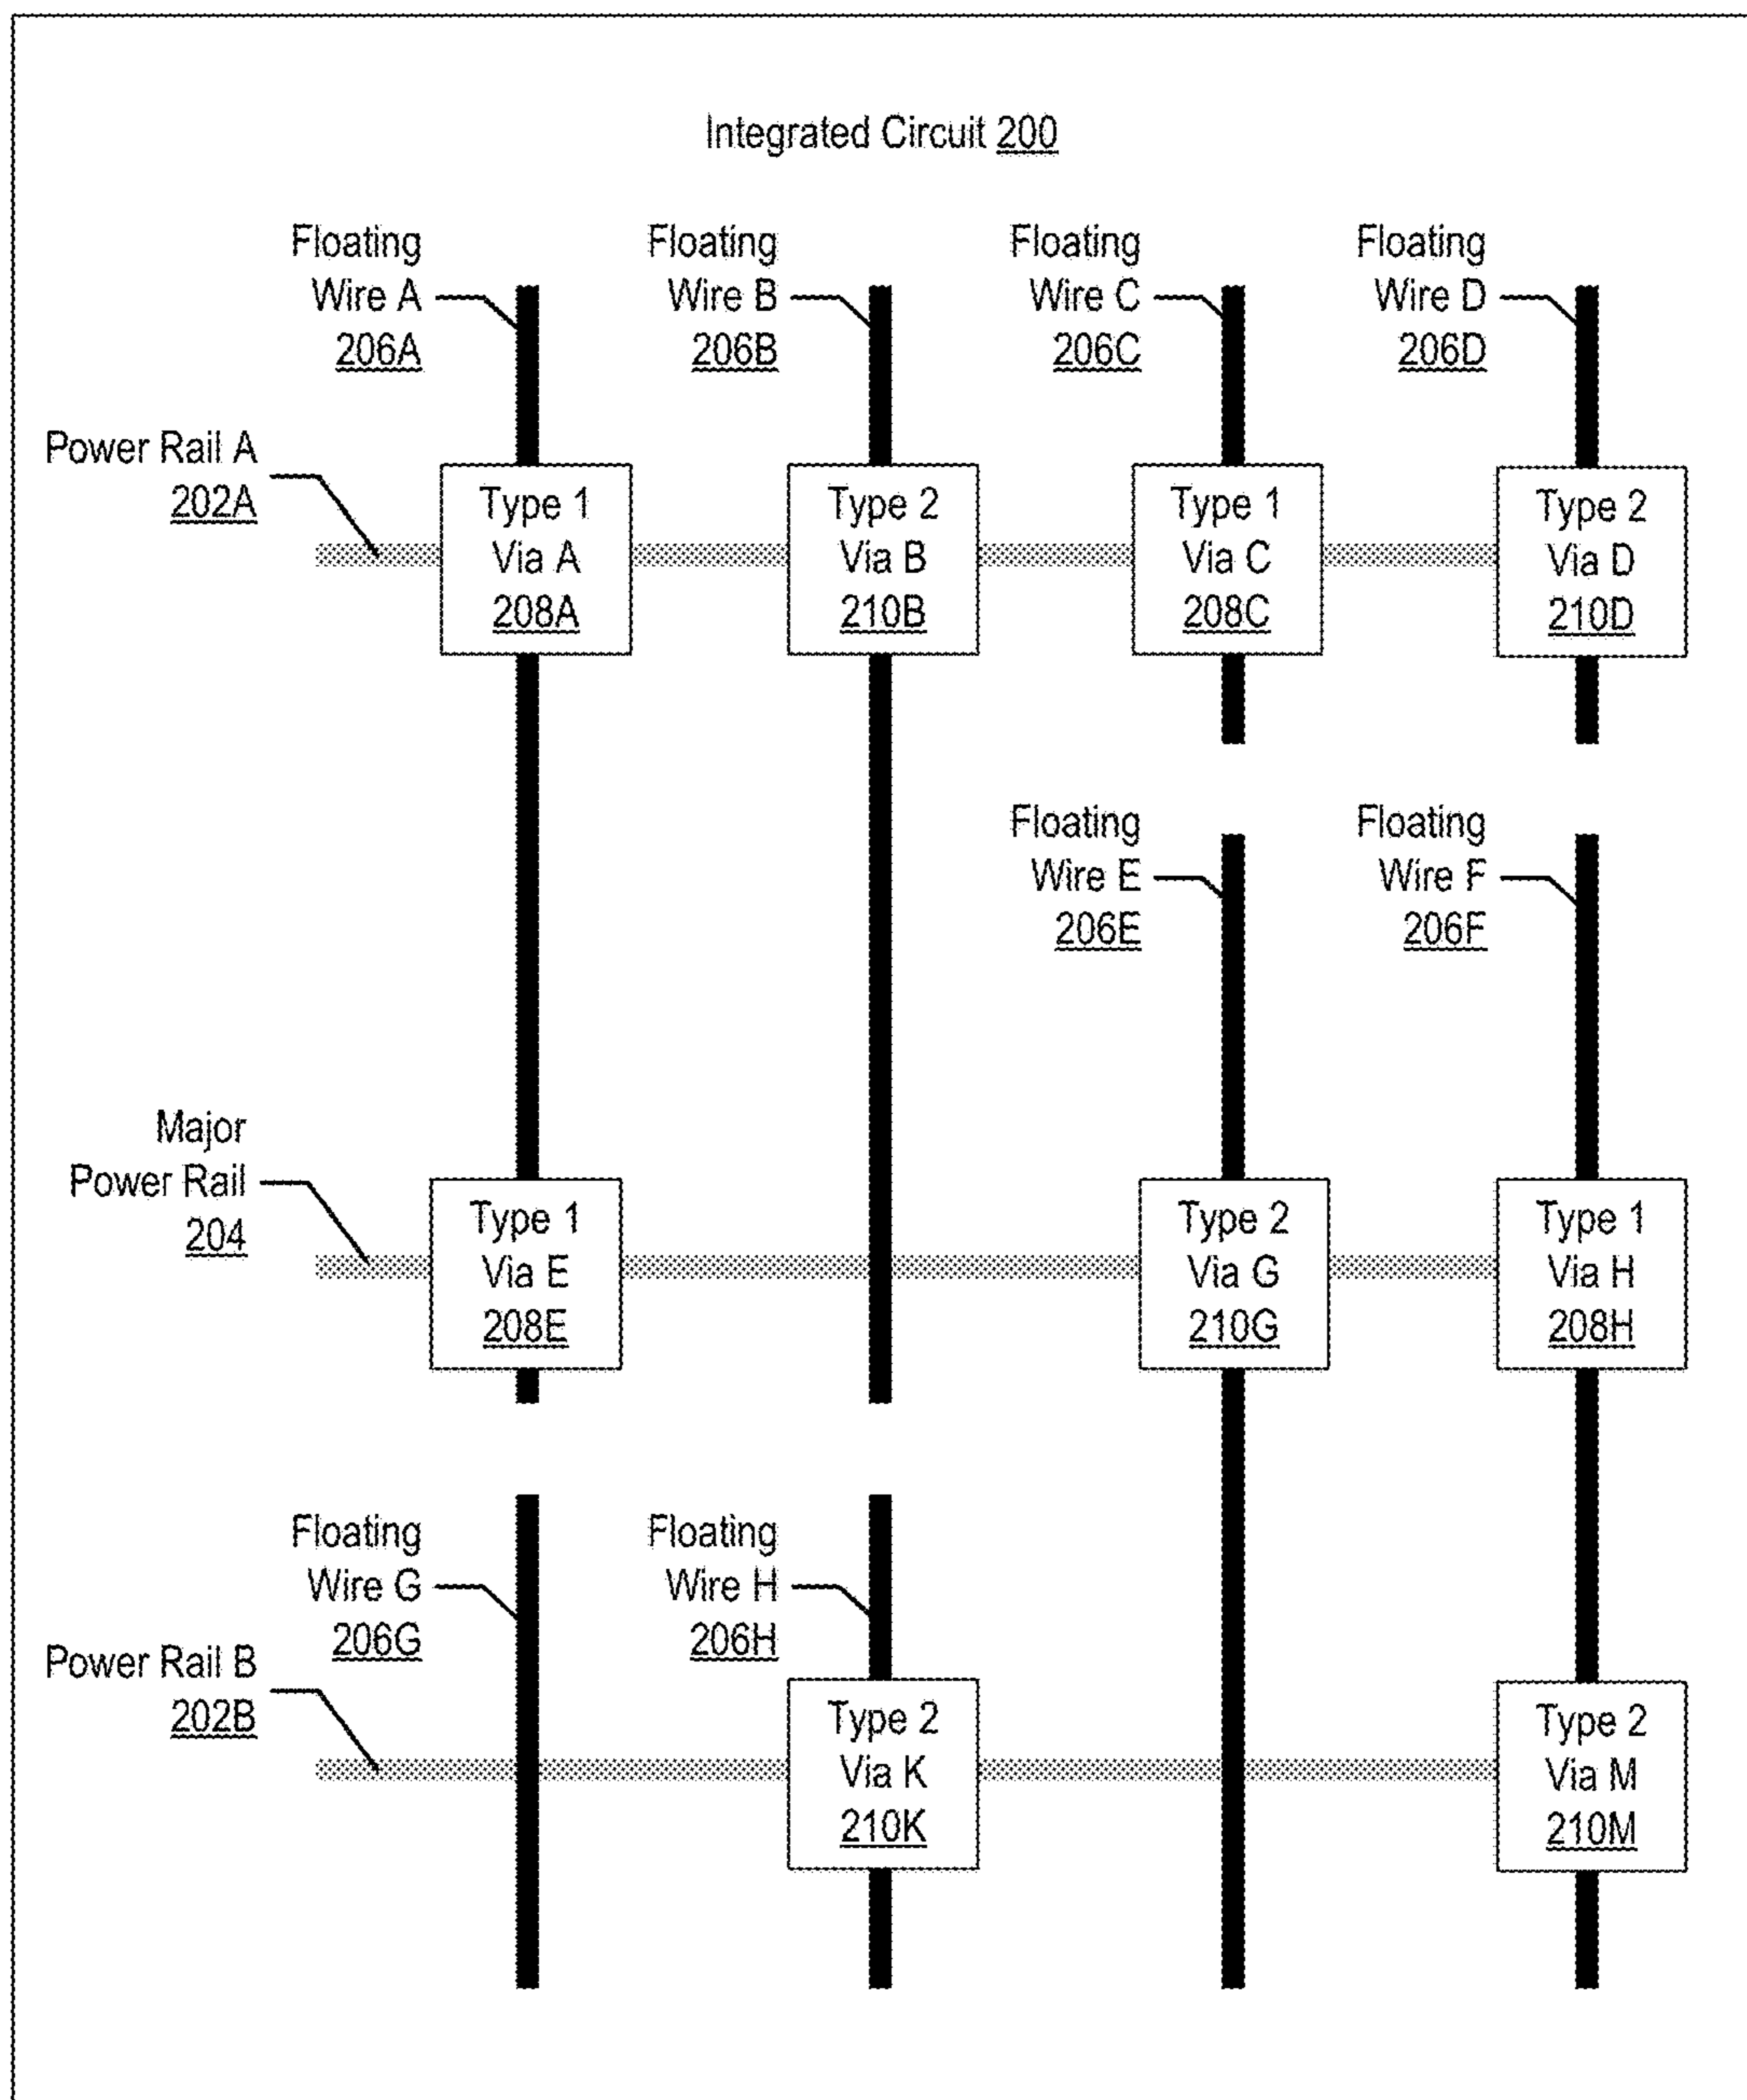 Integrated Circuit 200
Floating
Wire A
206A
Floating
Wire B
206B
Floating
Wire C
206C
Floating
Wire D
206D
Power Rail A
202A
Type 1
Via A
208A
Type 2
Via B
210B
Type 1
Via C
208C
Type 2
Via D
210D
Floating
Wire E
206E
Floating
Wire F
206F
Major
Power Rail
204
Type 1
Via E
208E
Type 2
Via G
210G
Type 1
Via H
208H
Floating
Wire G
206G
Floating
Wire H
206H
Power Rail B
202B
Type 2
Via K
210K
Type 2
Via M
210M